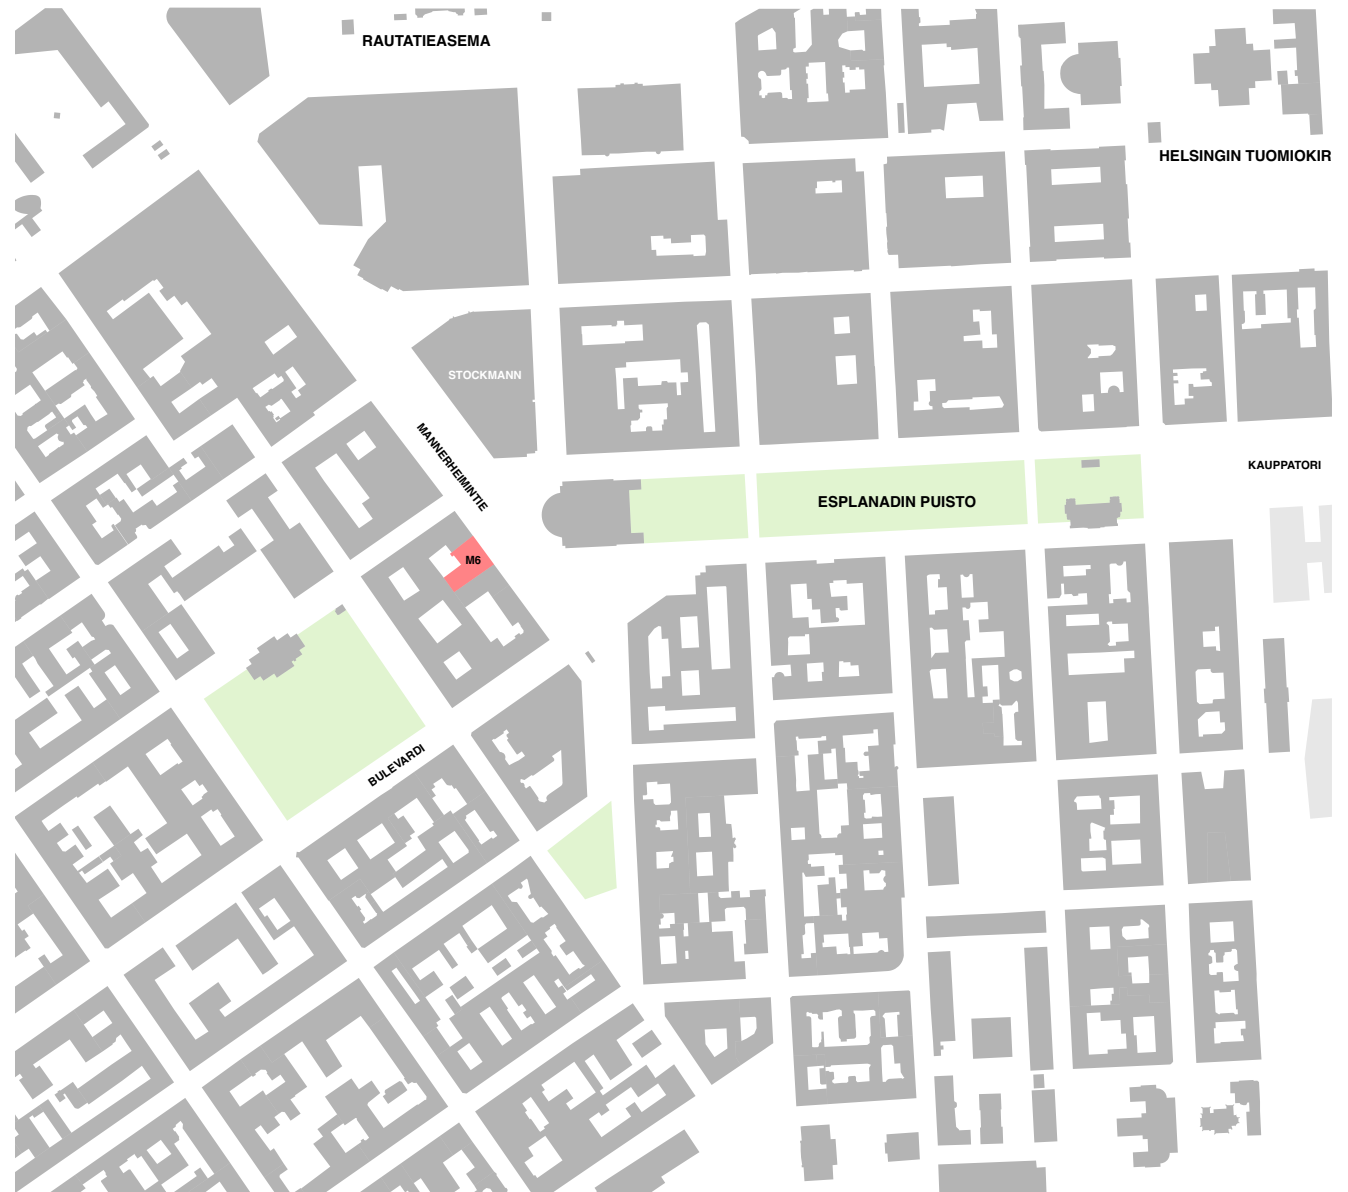 RAUTATIEASEMA
HELSINGIN TUOMIOKIR
STOCKMANN
MANNERHEIMINTIE
KAUPPATORI
ESPLANADIN PUISTO
M6
BULEVARDI